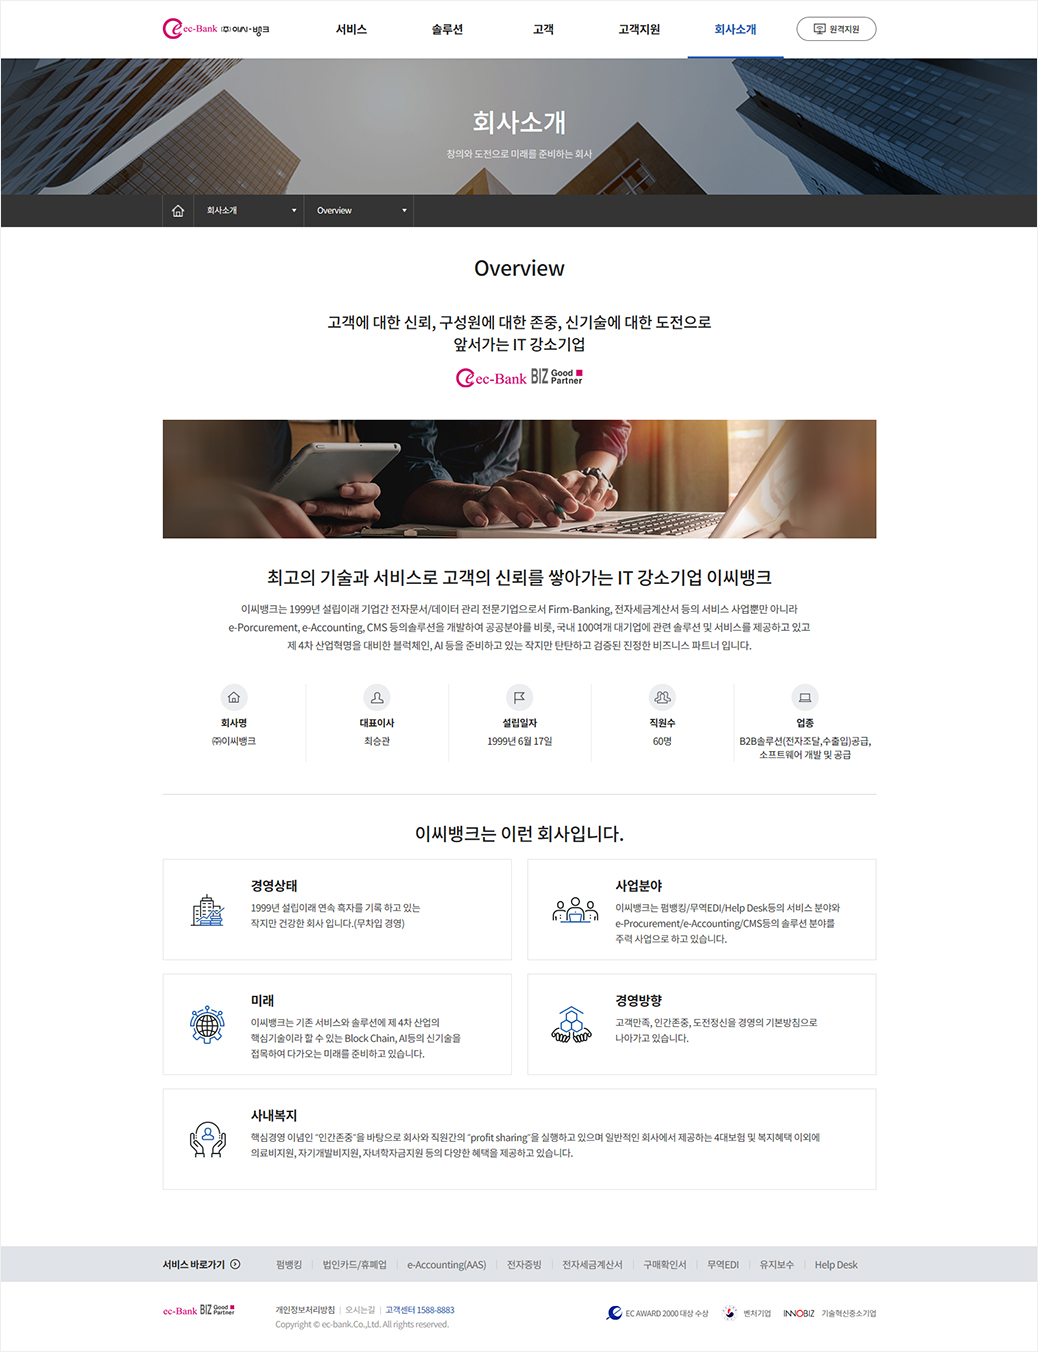 ec-Bank (주)이씨-뱅크
서비스
솔루션
고객
고객지원
회사소개
원격지원
회사소개
창의와 도전으로 미래를 준비하는 회사
회사소개
Overview
Overview
고객에 대한 신뢰, 구성원에 대한 존중, 신기술에 대한 도전으로
앞서가는 IT 강소기업
ec-Bank BIZ Good Partner
최고의 기술과 서비스로 고객의 신뢰를 쌓아가는 IT 강소기업 이씨뱅크
이씨뱅크는 1999년 설립이래 기업간 전자문서/데이터 관리 전문기업으로서 Firm-Banking, 전자세금계산서 등의 서비스 사업뿐만 아니라
e-Porcurement, e-Accounting, CMS 등의솔루션을 개발하여 공공분야를 비롯, 국내 100여개 대기업에 관련 솔루션 및 서비스를 제공하고 있고
제 4차 산업혁명을 대비한 블럭체인, AI 등을 준비하고 있는 작지만 탄탄하고 검증된 진정한 비즈니스 파트너 입니다.
회사명
㈜이씨뱅크
대표이사
최승관
설립일자
1999년 6월 17일
직원수
60명
업종
B2B솔루션(전자조달,수출입)공급,
소프트웨어 개발 및 공급
이씨뱅크는 이런 회사입니다.
경영상태
1999년 설립이래 연속 흑자를 기록 하고 있는
작지만 건강한 회사 입니다.(무차입 경영)
사업분야
이씨뱅크는 펌뱅킹/무역EDI/Help Desk등의 서비스 분야와
e-Procurement/e-Accounting/CMS등의 솔루션 분야를
주력 사업으로 하고 있습니다.
미래
이씨뱅크는 기존 서비스와 솔루션에 제 4차 산업의
핵심기술이라 할 수 있는 Block Chain, AI등의 신기술을
접목하여 다가오는 미래를 준비하고 있습니다.
경영방향
고객만족, 인간존중, 도전정신을 경영의 기본방침으로
나아가고 있습니다.
사내복지
핵심경영 이념인 "인간존중"을 바탕으로 회사와 직원간의 "profit sharing"을 실행하고 있으며 일반적인 회사에서 제공하는 4대보험 및 복지혜택 이외에
의료비지원, 자기개발비지원, 자녀학자금지원 등의 다양한 혜택을 제공하고 있습니다.
서비스 바로가기
펌뱅킹
법인카드/휴폐업
e-Accounting(AAS)
전자증빙
전자세금계산서
구매확인서
무역EDI
유지보수
Help Desk
ec-Bank BIZ Good Partner
개인정보처리방침 | 오시는길 | 고객센터 1588-8883
Copyright © ec-bank.Co.,Ltd. All rights reserved.
EC AWARD 2000 대상 수상
벤처기업
INNOBIZ 기술혁신중소기업